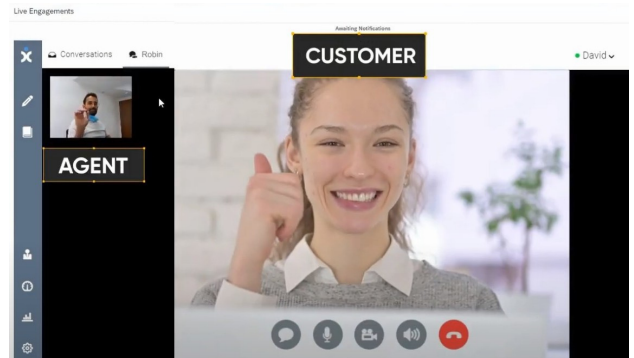 Live Engagements
Awaiting Notifications
Conversations
Robin
CUSTOMER
David
AGENT